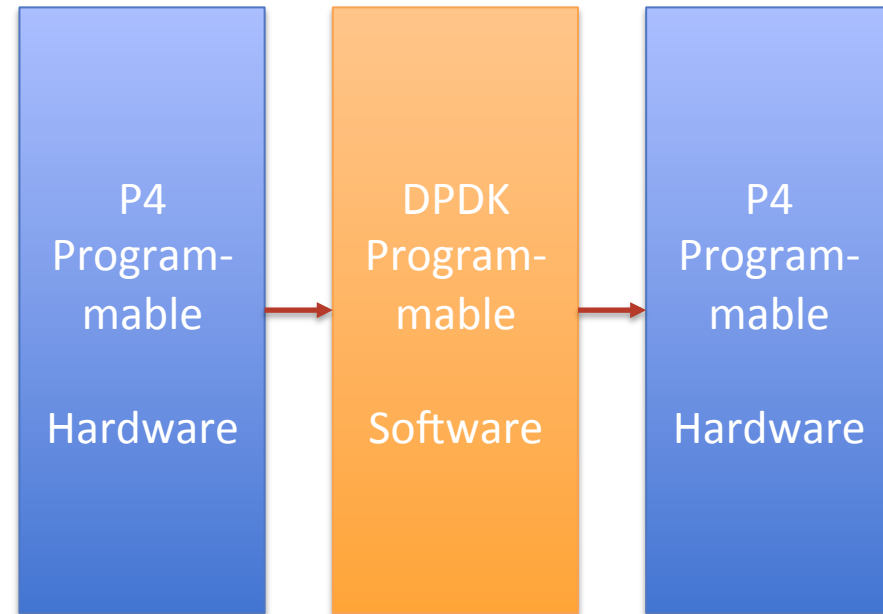 P4
Program-
mable
Hardware
DPDK
Program-
mable
Software
P4
Program-
mable
Hardware